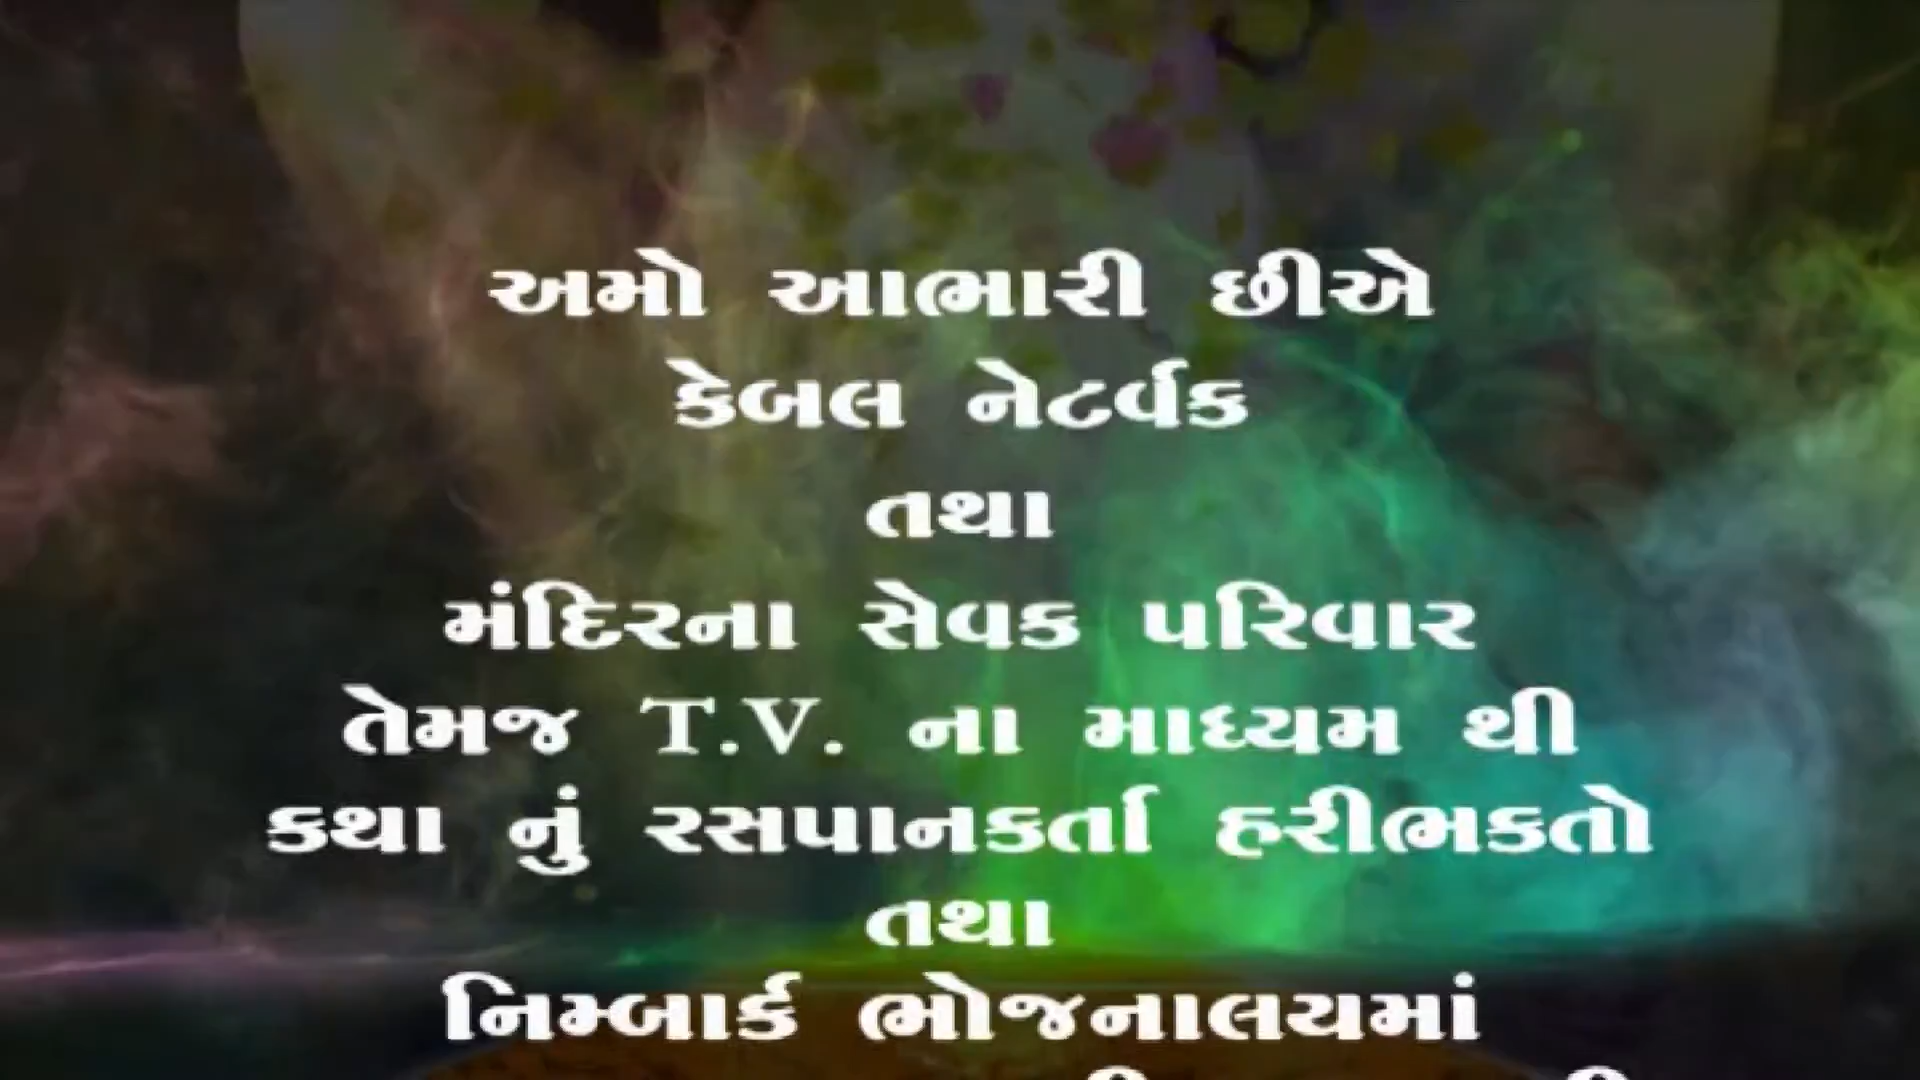 અમો આભારી છીએ
કેબલ નેટર્વક
તથા
મંદિરના સેવક પરિવાર
તેમજ T.V. ના માધ્યમ થી
કથા નું રસપાનકર્તા હરીભકતો
તથા
નિમ્બાર્ક ભોજનાલયમાં